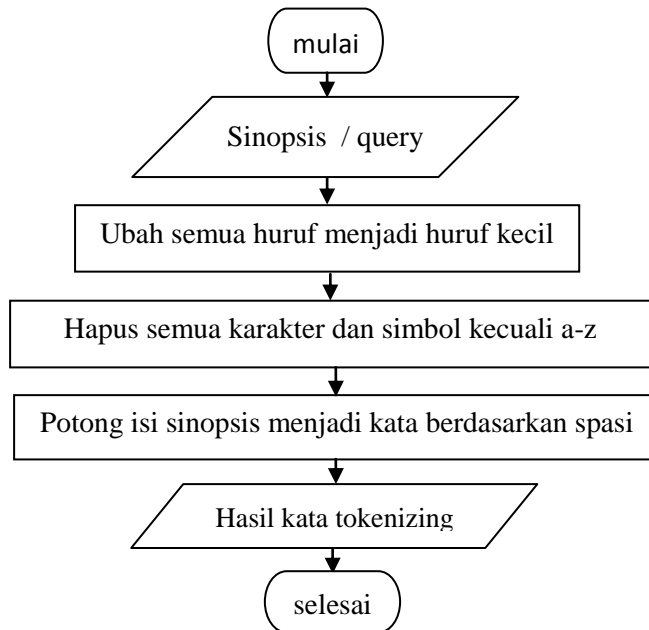 mulai
Sinopsis / query
Ubah semua huruf menjadi huruf kecil
Hapus semua karakter dan simbol kecuali a-z
Potong isi sinopsis menjadi kata berdasarkan spasi
Hasil kata tokenizing
selesai